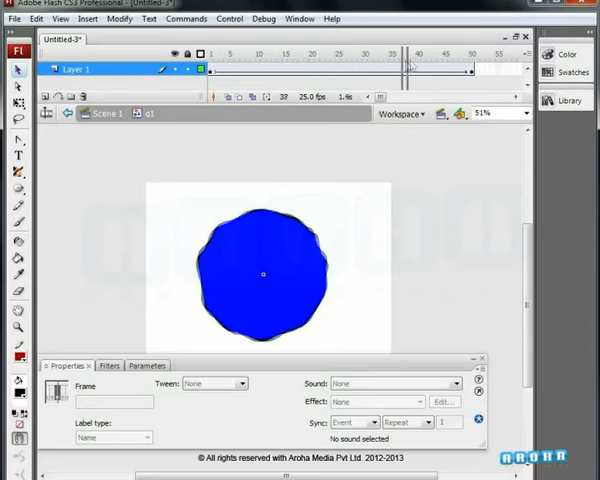 Adobe Flash CS3 Professional - [Untitled-3*]
File Edit View Insert Modify Text Commands Control Debug Window Help
Untitled-3*
1 5 10 15 20 25 30 35 40 45 50 55
Layer 1
37 25.0 fps 1.4s
Scene 1 Workspace 51%
Fl
Color
Swatches
Library
Properties Filters Parameters
Frame Tween: None Sound: None
Effect: None Edit...
Label type: Sync: Event Repeat 1
Name No sound selected
© All rights reserved with Aroha Media Pvt Ltd. 2012-2013
AROHA